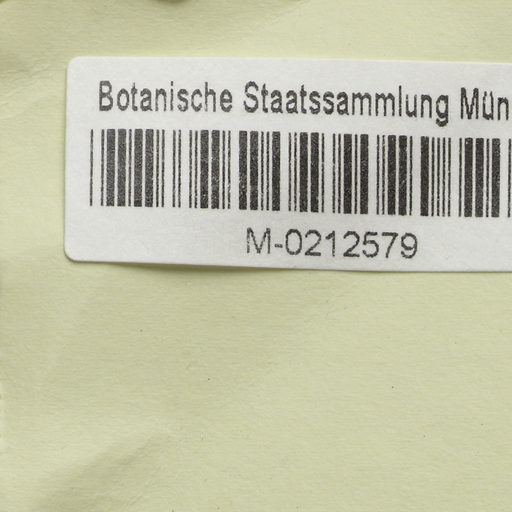 Botanische Staatssammlung Mün
M-0212579